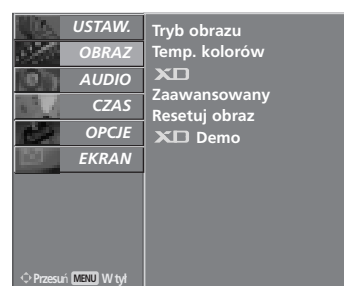 USTAW.
OBRAZ
AUDIO
CZAS
OPCJE
EKRAN
Tryb obrazu
Temp. kolorów
XD
Zaawansowany
Resetuj obraz
XD Demo
Przesuń MENU W tył